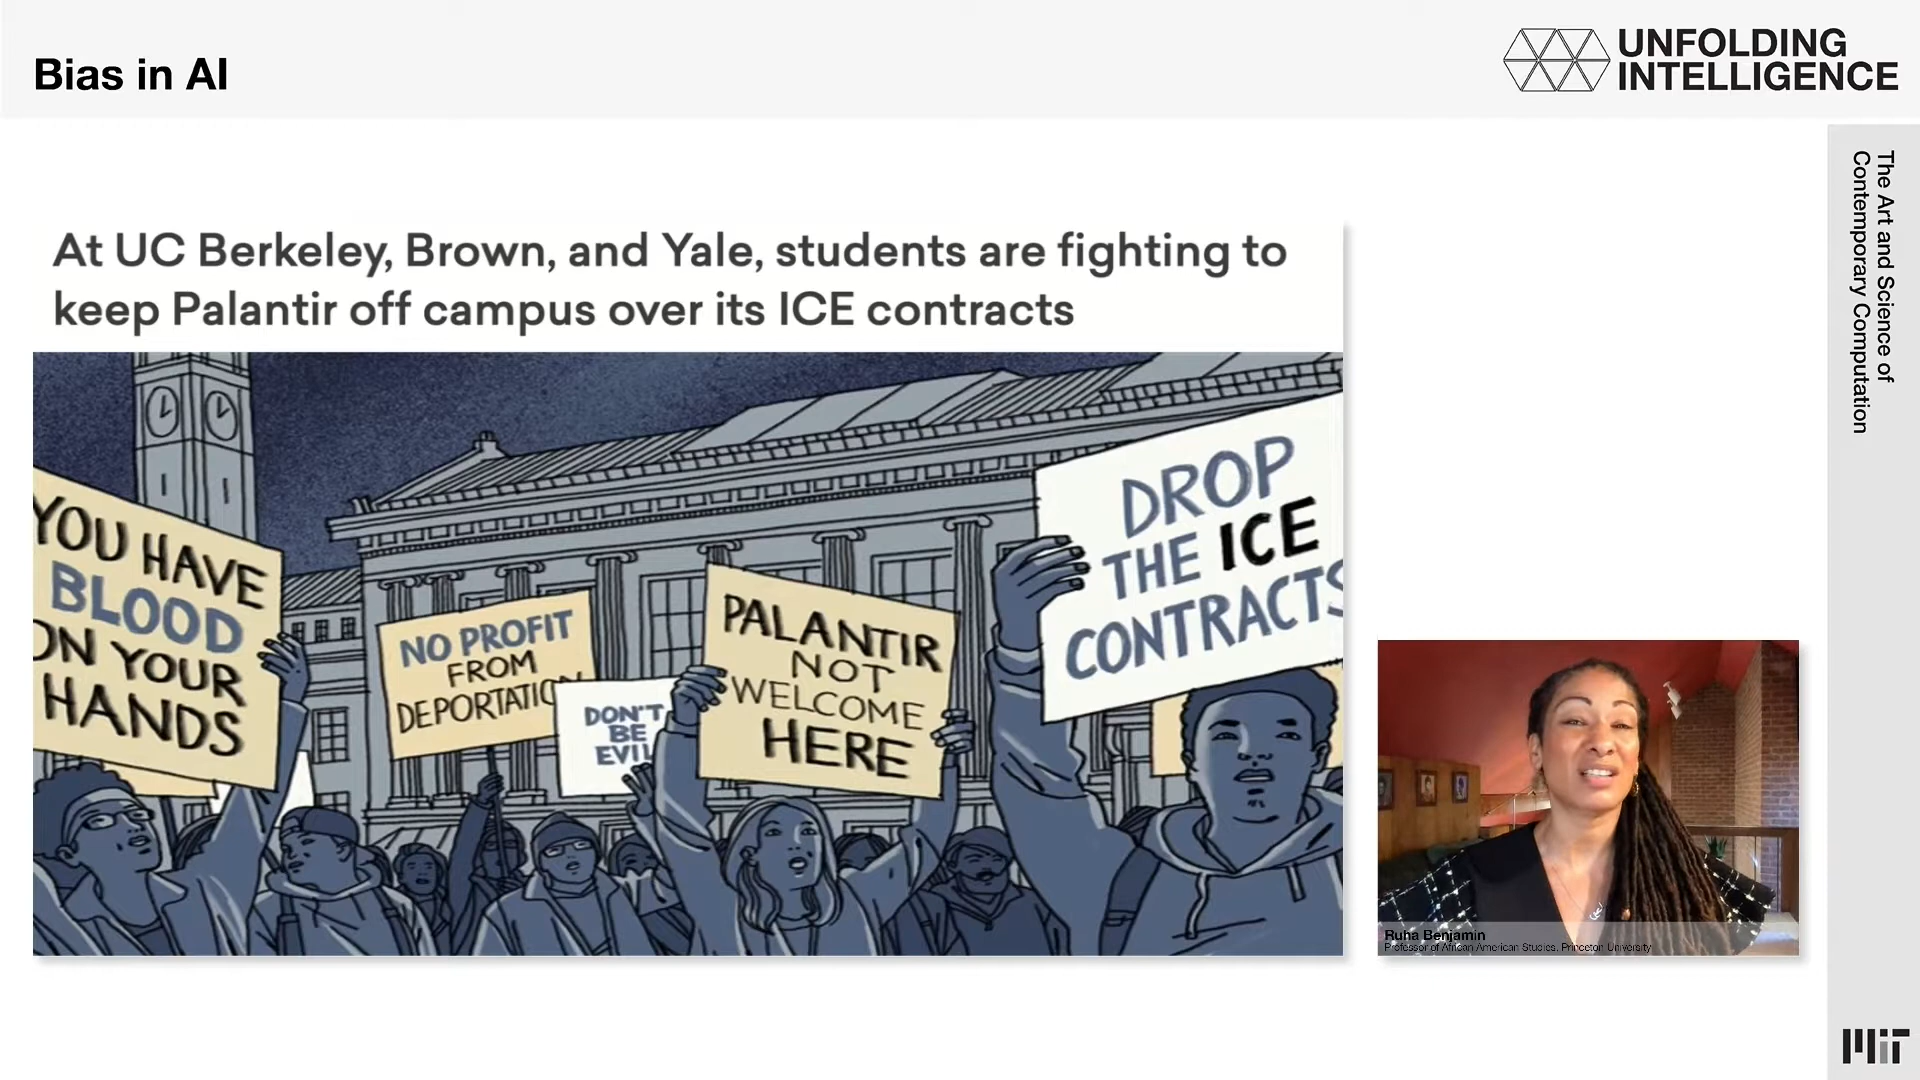 Bias in AI
UNFOLDING
INTELLIGENCE
The Art and Science of
Contemporary Computation
At UC Berkeley, Brown, and Yale, students are fighting to
keep Palantir off campus over its ICE contracts
YOU HAVE
BLOOD
ON YOUR
HANDS
NO PROFIT
FROM
DEPORTATION
DON'T
BE
EVIL
PALANTIR
NOT
WELCOME
HERE
DROP
THE ICE
CONTRACTS
Ruha Benjamin
Professor of African American Studies, Princeton University
MIT